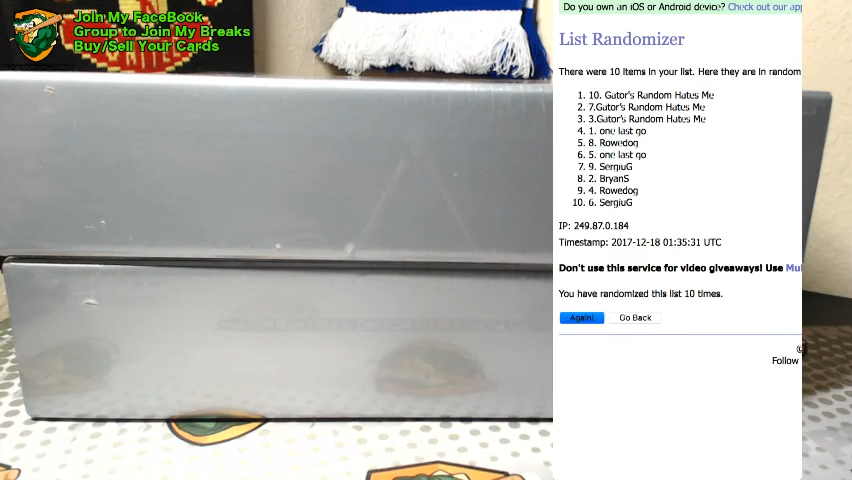 Join My FaceBook
Group to Join My Breaks
Buy/Sell Your Cards
Do you own an iOS or Android device? Check out our app
List Randomizer
There were 10 items in your list. Here they are in random
1. 10. Gator's Random Hates Me
2. 7.Gator's Random Hates Me
3. 3.Gator's Random Hates Me
4. 1. one last go
5. 8. Rowedog
6. 5. one last go
7. 9. SergiuG
8. 2. BryanS
9. 4. Rowedog
10. 6. SergiuG
IP: 249.87.0.184
Timestamp: 2017-12-18 01:35:31 UTC
Don't use this service for video giveaways! Use Mul
You have randomized this list 10 times.
Again! Go Back
©
Follow